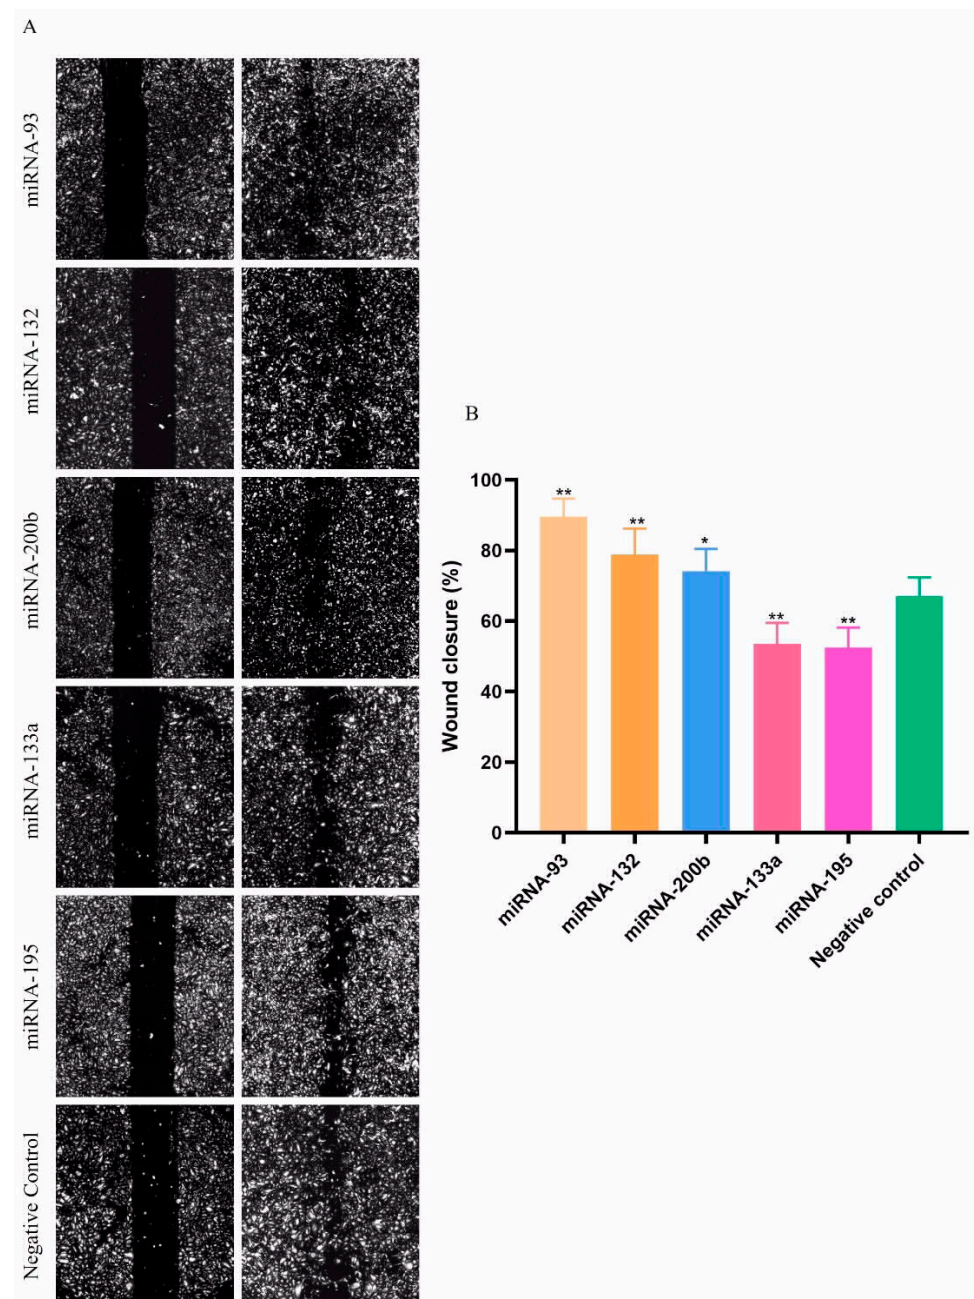 A
miRNA-93
miRNA-132
miRNA-200b
miRNA-133a
miRNA-195
Negative Control
B
Wound closure (%)
100
80
60
40
20
0
**
**
*
**
**
miRNA-93
miRNA-132
miRNA-200b
miRNA-133a
miRNA-195
Negative control